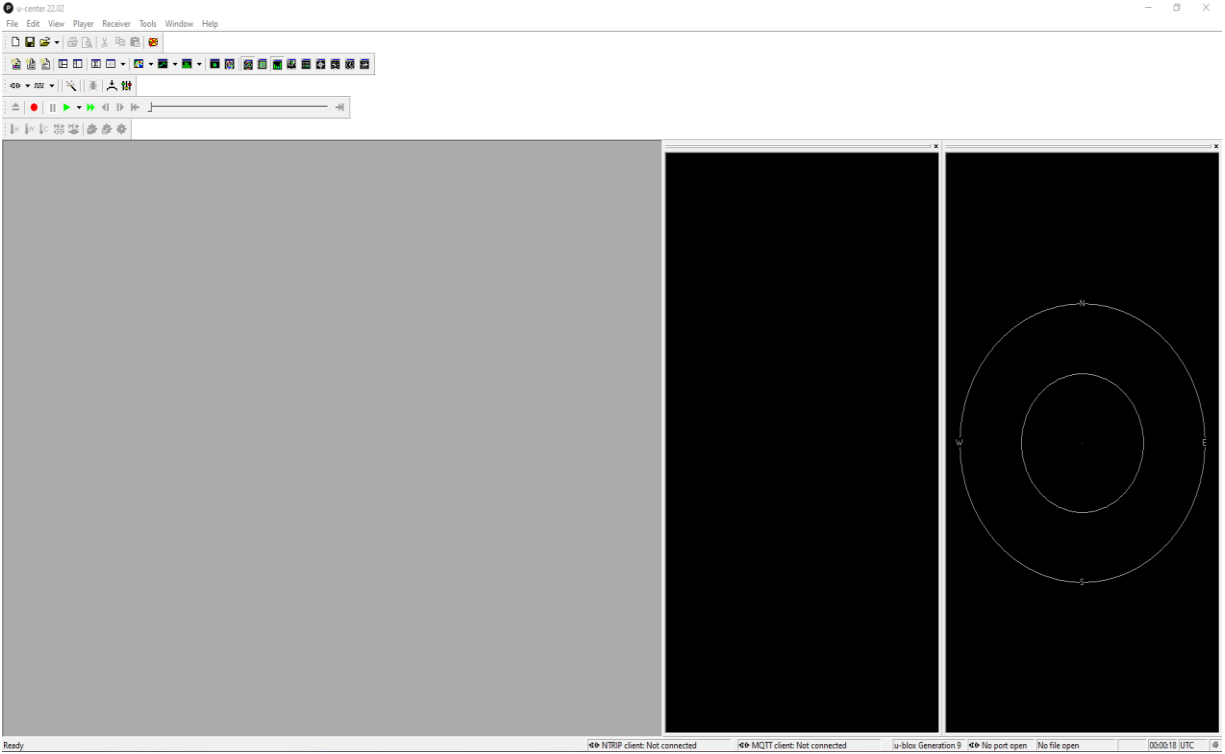 u-center 22.02
File Edit View Player Receiver Tools Window Help
N
W E
S
Ready NTRIP client: Not connected MQTT client: Not connected u-blox Generation 9 No port open No file open 00:00:18 UTC